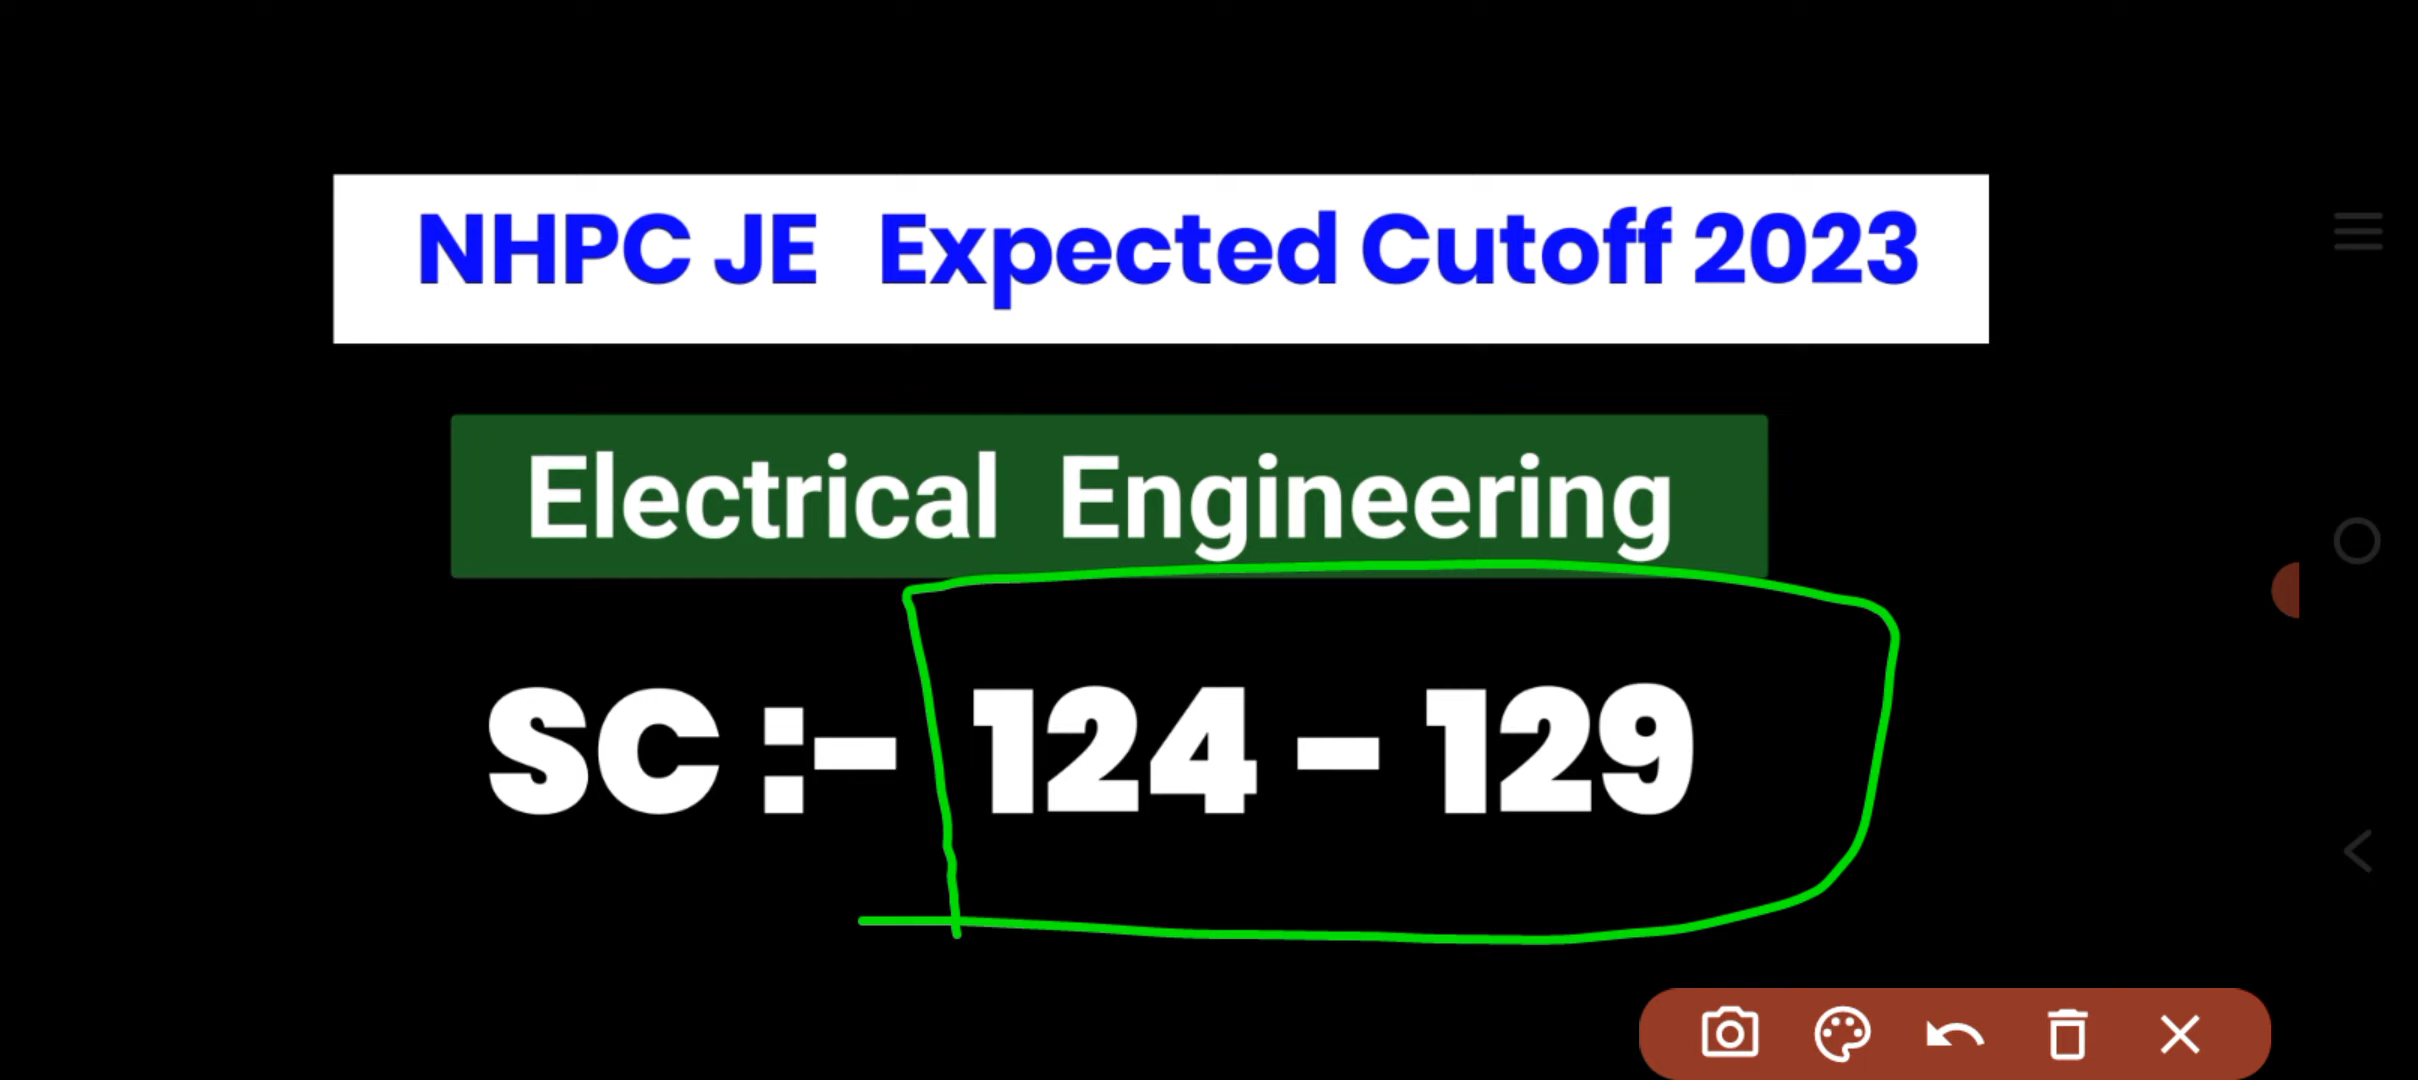 NHPC JE Expected Cutoff 2023
Electrical Engineering
SC :- 124 - 129